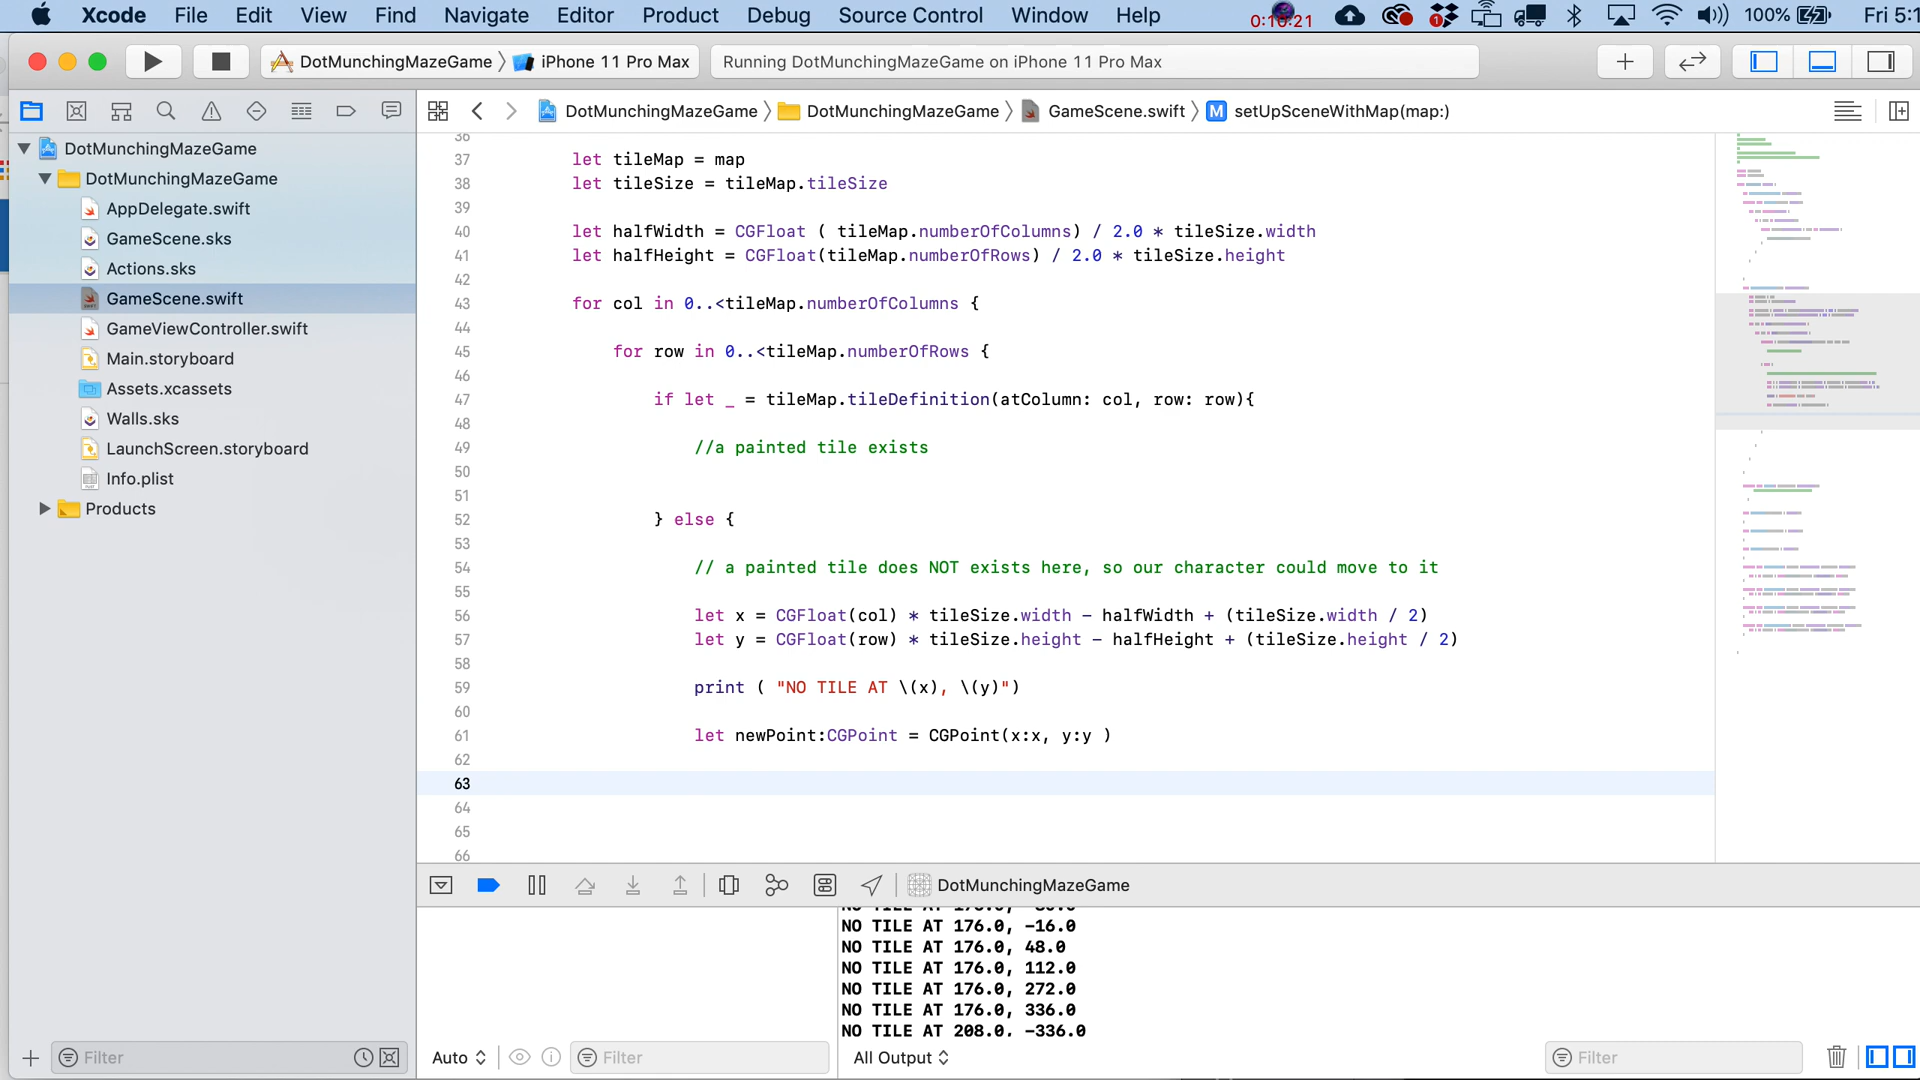 Xcode File Edit View Find Navigate Editor Product Debug Source Control Window Help 0:10:21 1 100% Fri 5:1
DotMunchingMazeGame iPhone 11 Pro Max Running DotMunchingMazeGame on iPhone 11 Pro Max
DotMunchingMazeGame DotMunchingMazeGame GameScene.swift M setUpSceneWithMap(map:)
DotMunchingMazeGame
DotMunchingMazeGame
AppDelegate.swift
GameScene.sks
Actions.sks
GameScene.swift
GameViewController.swift
Main.storyboard
Assets.xcassets
Walls.sks
LaunchScreen.storyboard
Info.plist
Products
Filter
36
37 let tileMap = map
38 let tileSize = tileMap.tileSize
39
40 let halfWidth = CGFloat ( tileMap.numberOfColumns) / 2.0 * tileSize.width
41 let halfHeight = CGFloat(tileMap.numberOfRows) / 2.0 * tileSize.height
42
43 for col in 0..<tileMap.numberOfColumns {
44
45 for row in 0..<tileMap.numberOfRows {
46
47 if let _ = tileMap.tileDefinition(atColumn: col, row: row){
48
49 //a painted tile exists
50
51
52 } else {
53
54 // a painted tile does NOT exists here, so our character could move to it
55
56 let x = CGFloat(col) * tileSize.width - halfWidth + (tileSize.width / 2)
57 let y = CGFloat(row) * tileSize.height - halfHeight + (tileSize.height / 2)
58
59 print ( "NO TILE AT \(x), \(y)")
60
61 let newPoint:CGPoint = CGPoint(x:x, y:y )
62
63
64
65
66
DotMunchingMazeGame
NO TILE AT 176.0, -16.0
NO TILE AT 176.0, 48.0
NO TILE AT 176.0, 112.0
NO TILE AT 176.0, 272.0
NO TILE AT 176.0, 336.0
NO TILE AT 208.0, -336.0
Auto Filter All Output Filter